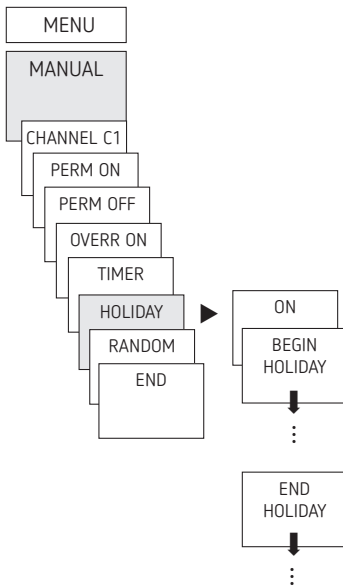 MENU
MANUAL
CHANNEL C1
PERM ON
PERM OFF
OVERR ON
TIMER
HOLIDAY
RANDOM
END
ON
BEGIN
HOLIDAY
END
HOLIDAY